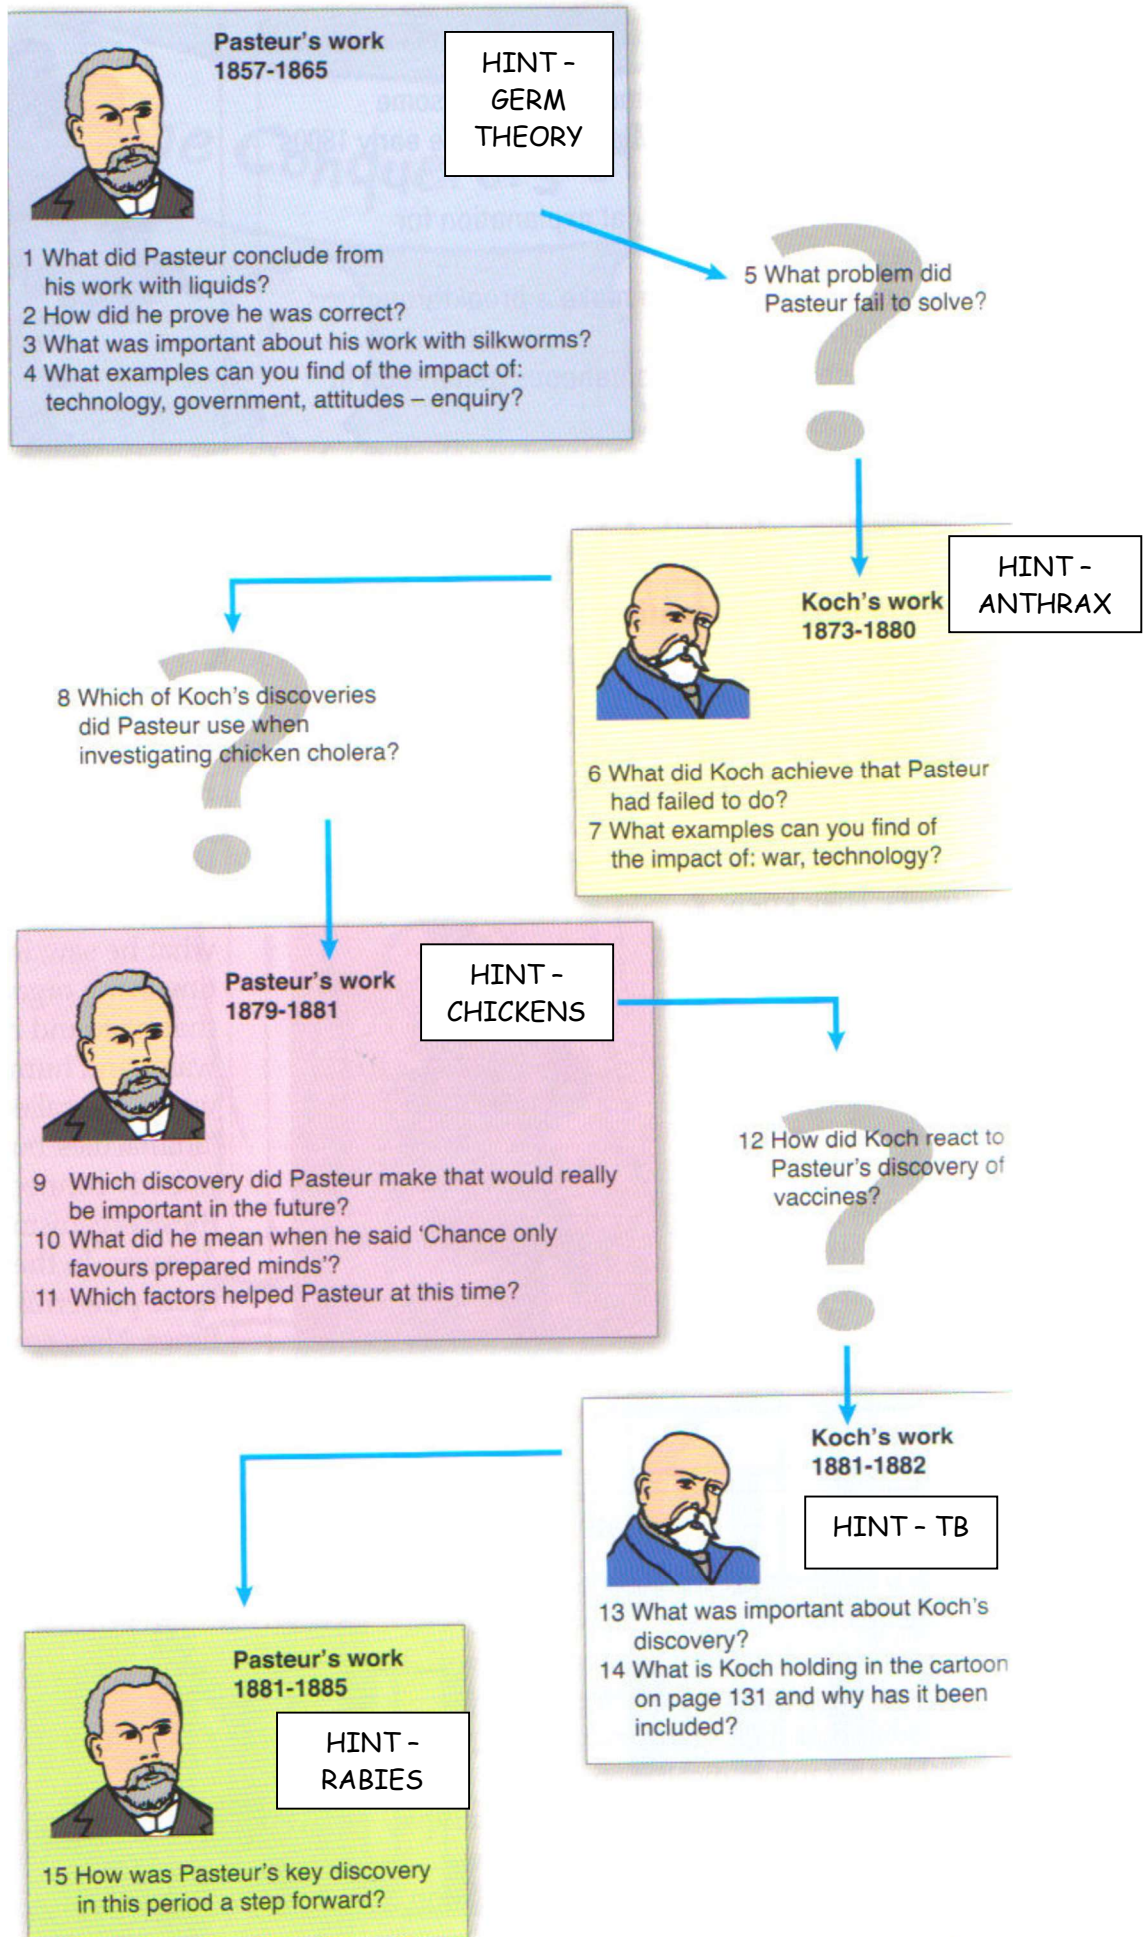 Pasteur's work
1857-1865
HINT –
GERM
THEORY
1 What did Pasteur conclude from
his work with liquids?
2 How did he prove he was correct?
3 What was important about his work with silkworms?
4 What examples can you find of the impact of:
technology, government, attitudes – enquiry?
5 What problem did
Pasteur fail to solve?
?
Koch's work
1873-1880
HINT –
ANTHRAX
6 What did Koch achieve that Pasteur
had failed to do?
7 What examples can you find of
the impact of: war, technology?
8 Which of Koch's discoveries
did Pasteur use when
investigating chicken cholera?
?
Pasteur's work
1879-1881
HINT –
CHICKENS
9 Which discovery did Pasteur make that would really
be important in the future?
10 What did he mean when he said 'Chance only
favours prepared minds'?
11 Which factors helped Pasteur at this time?
12 How did Koch react to
Pasteur's discovery of
vaccines?
?
Koch's work
1881-1882
HINT – TB
13 What was important about Koch's
discovery?
14 What is Koch holding in the cartoon
on page 131 and why has it been
included?
Pasteur's work
1881-1885
HINT –
RABIES
15 How was Pasteur's key discovery
in this period a step forward?